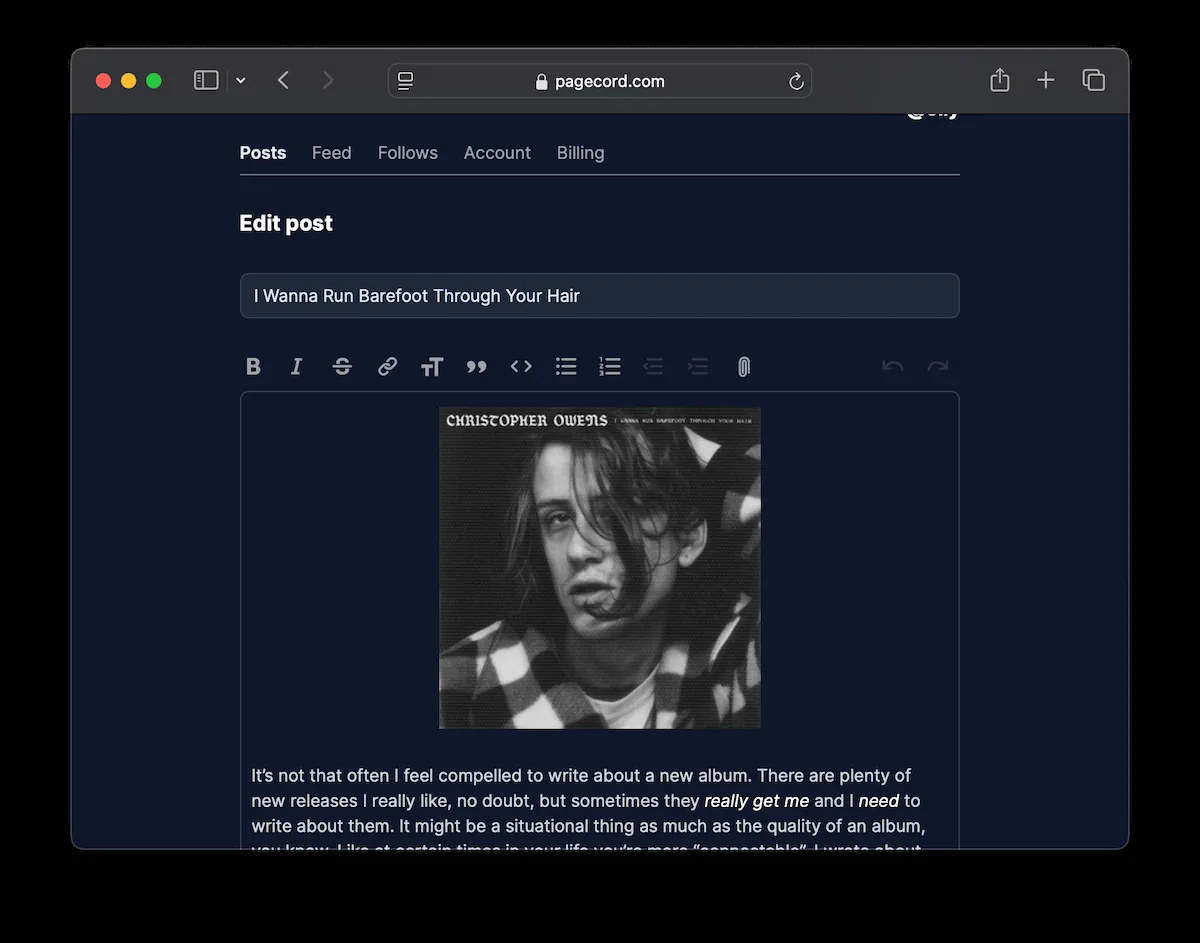 pagecord.com
Posts Feed Follows Account Billing
Edit post
I Wanna Run Barefoot Through Your Hair
CHRISTOPHER OWENS I WANNA RUN BAREFOOT THROUGH YOUR HAIR
It’s not that often I feel compelled to write about a new album. There are plenty of
new releases I really like, no doubt, but sometimes they really get me and I need to
write about them. It might be a situational thing as much as the quality of an album,
you know. Like at certain times in your life you’re more “connectable”. I wrote about